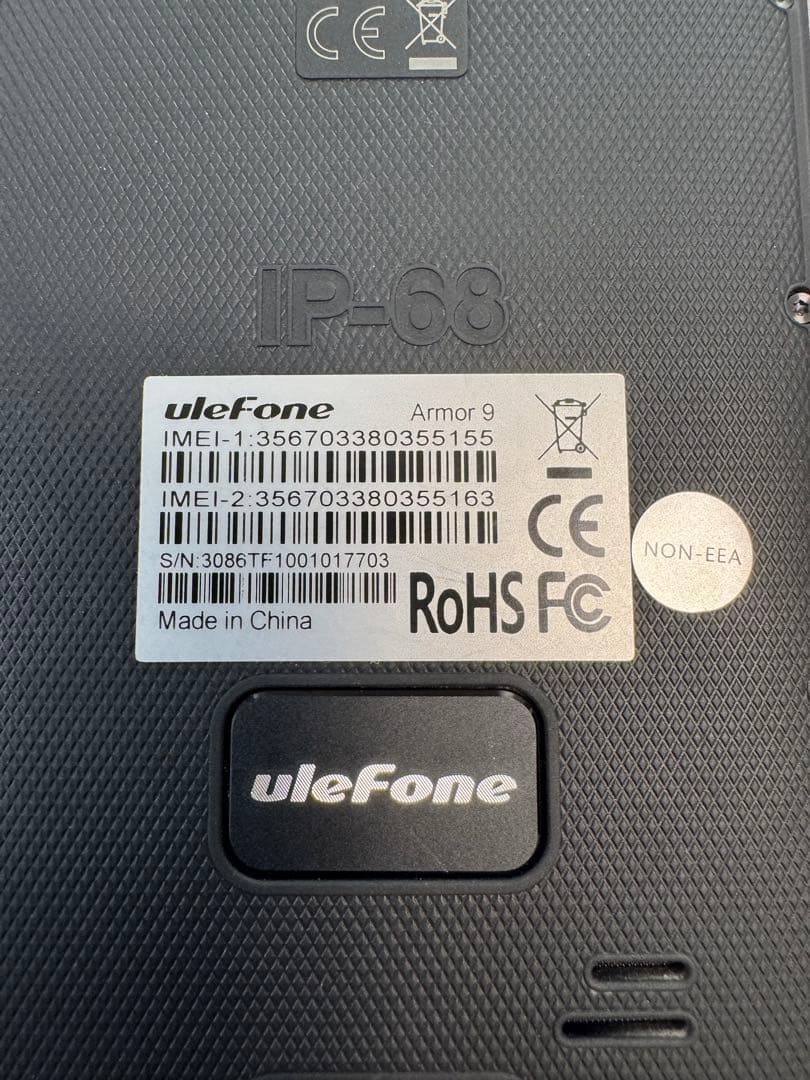 CE
IP-68
uleFone
Armor 9
IMEI-1:356703380355155
IMEI-2:356703380355163
CE
NON-EEA
S/N:3086TF1001017703
RoHS FC
Made in China
uleFone